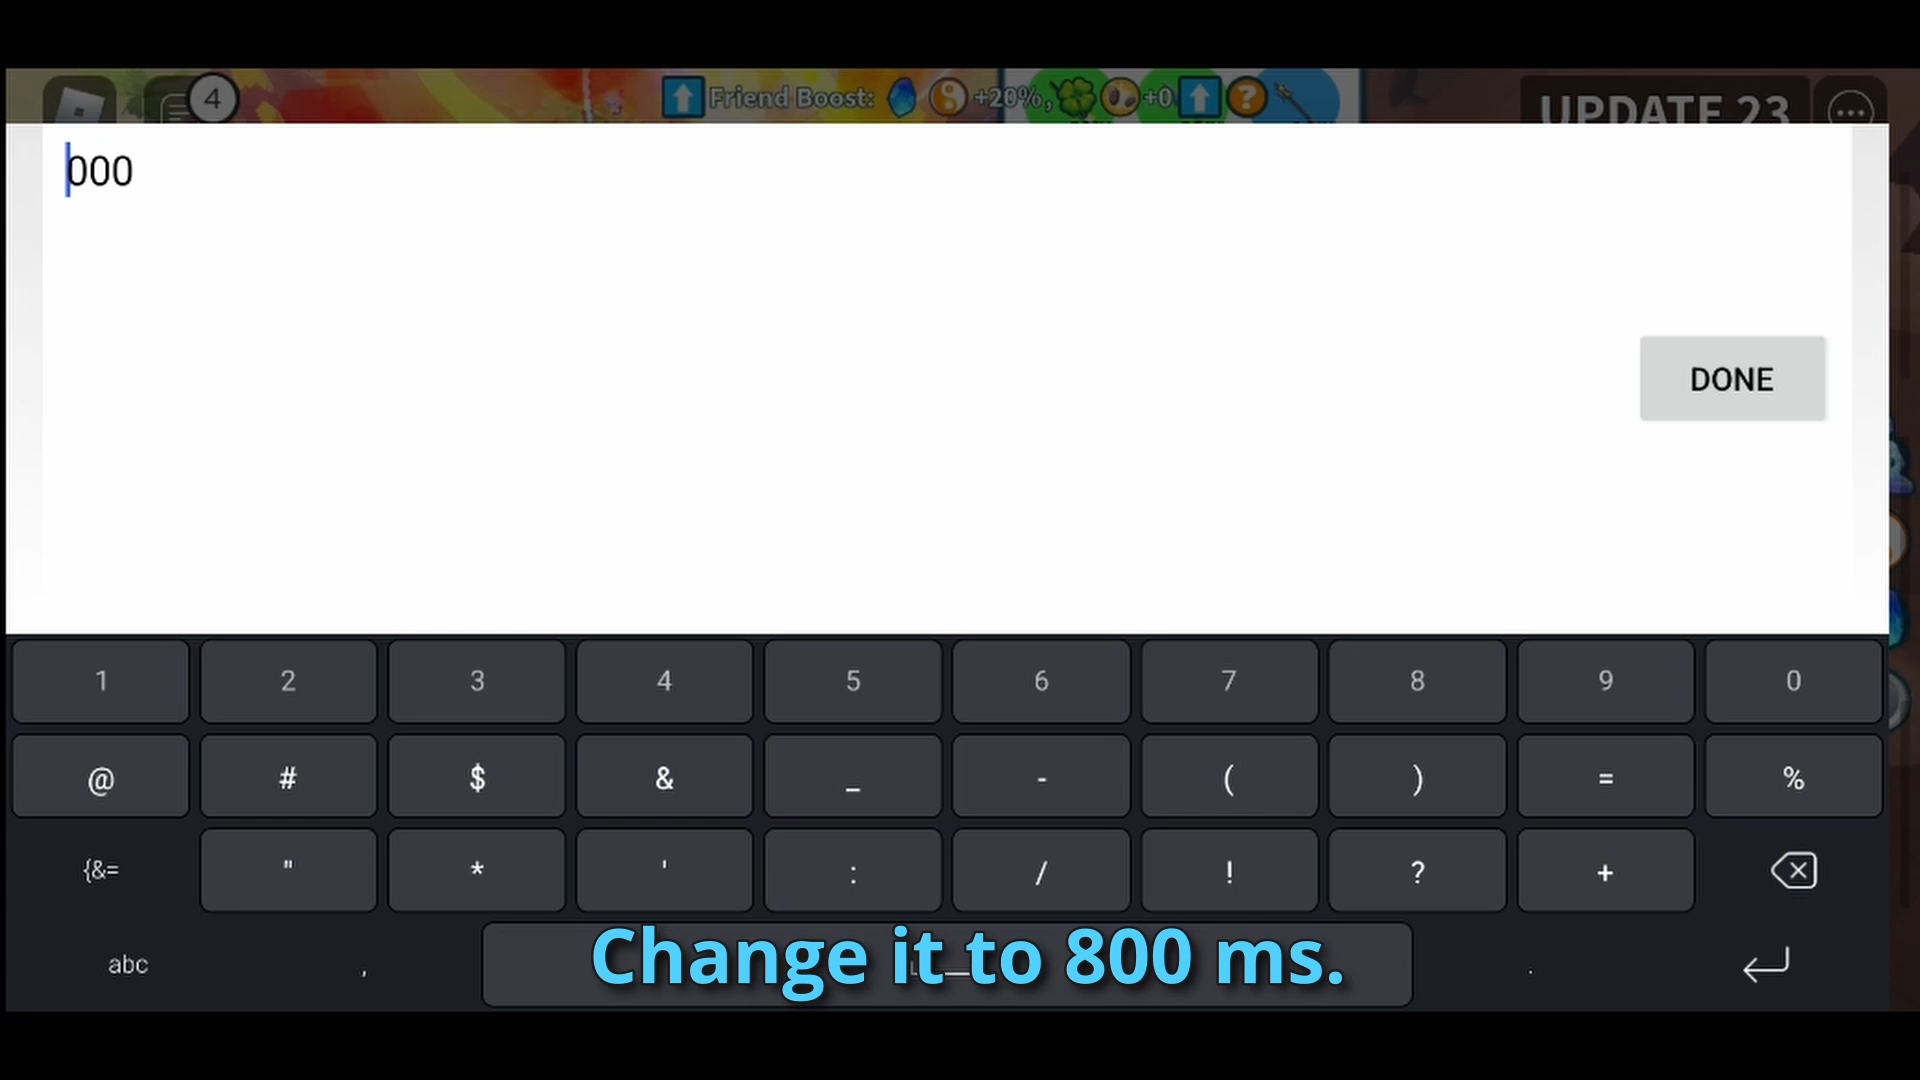 4
Friend Boost: +20%, +0 ?
UPDATE 23
000
DONE
1 2 3 4 5 6 7 8 9 0
@ # $ & _ - ( ) = %
{&= " * ' : / ! ? +
abc , .
Change it to 800 ms.